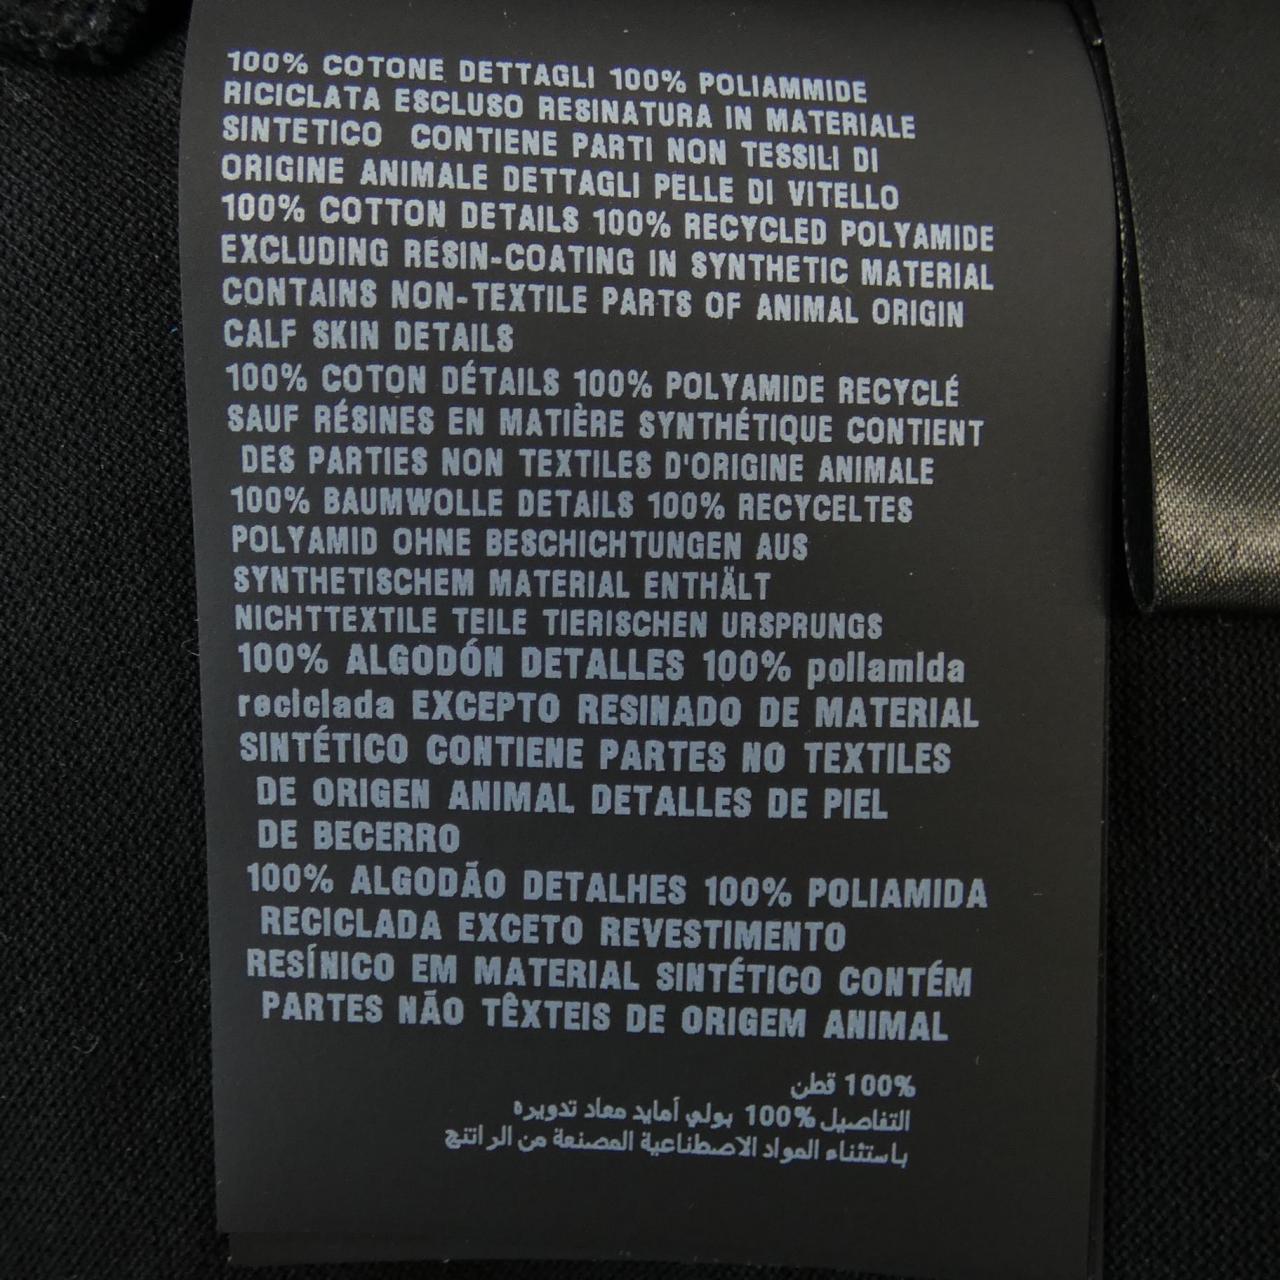 100% COTONE DETTAGLI 100% POLIAMMIDE
RICICLATA ESCLUSO RESINATURA IN MATERIALE
SINTETICO CONTIENE PARTI NON TESSILI DI
ORIGINE ANIMALE DETTAGLI PELLE DI VITELLO
100% COTTON DETAILS 100% RECYCLED POLYAMIDE
EXCLUDING RESIN-COATING IN SYNTHETIC MATERIAL
CONTAINS NON-TEXTILE PARTS OF ANIMAL ORIGIN
CALF SKIN DETAILS
100% COTON DÉTAILS 100% POLYAMIDE RECYCLÉ
SAUF RÉSINES EN MATIÈRE SYNTHÉTIQUE CONTIENT
DES PARTIES NON TEXTILES D'ORIGINE ANIMALE
100% BAUMWOLLE DETAILS 100% RECYCELTES
POLYAMID OHNE BESCHICHTUNGEN AUS
SYNTHETISCHEM MATERIAL ENTHÄLT
NICHTTEXTILE TEILE TIERISCHEN URSPRUNGS
100% ALGODÓN DETALLES 100% poliamida
reciclada EXCEPTO RESINADO DE MATERIAL
SINTÉTICO CONTIENE PARTES NO TEXTILES
DE ORIGEN ANIMAL DETALLES DE PIEL
DE BECERRO
100% ALGODÃO DETALHES 100% POLIAMIDA
RECICLADA EXCETO REVESTIMENTO
RESÍNICO EM MATERIAL SINTÉTICO CONTÉM
PARTES NÃO TÊXTEIS DE ORIGEM ANIMAL
100% قطن
التفاصيل 100% بولي أمايد معاد تدويره
باستثناء المواد الاصطناعية المصنعة من الراتنج